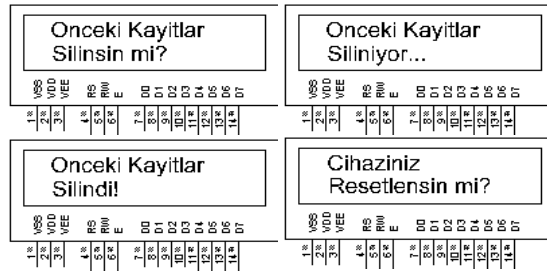 Onceki Kayitlar
Silinsin mi?
VSS VDD VEE RS RW E D0 D1 D2 D3 D4 D5 D6 D7
1 2 3 4 5 6 7 8 9 10 11 12 13 14
Onceki Kayitlar
Siliniyor...
VSS VDD VEE RS RW E D0 D1 D2 D3 D4 D5 D6 D7
1 2 3 4 5 6 7 8 9 10 11 12 13 14
Onceki Kayitlar
Silindi!
VSS VDD VEE RS RW E D0 D1 D2 D3 D4 D5 D6 D7
1 2 3 4 5 6 7 8 9 10 11 12 13 14
Cihaziniz
Resetlensin mi?
VSS VDD VEE RS RW E D0 D1 D2 D3 D4 D5 D6 D7
1 2 3 4 5 6 7 8 9 10 11 12 13 14